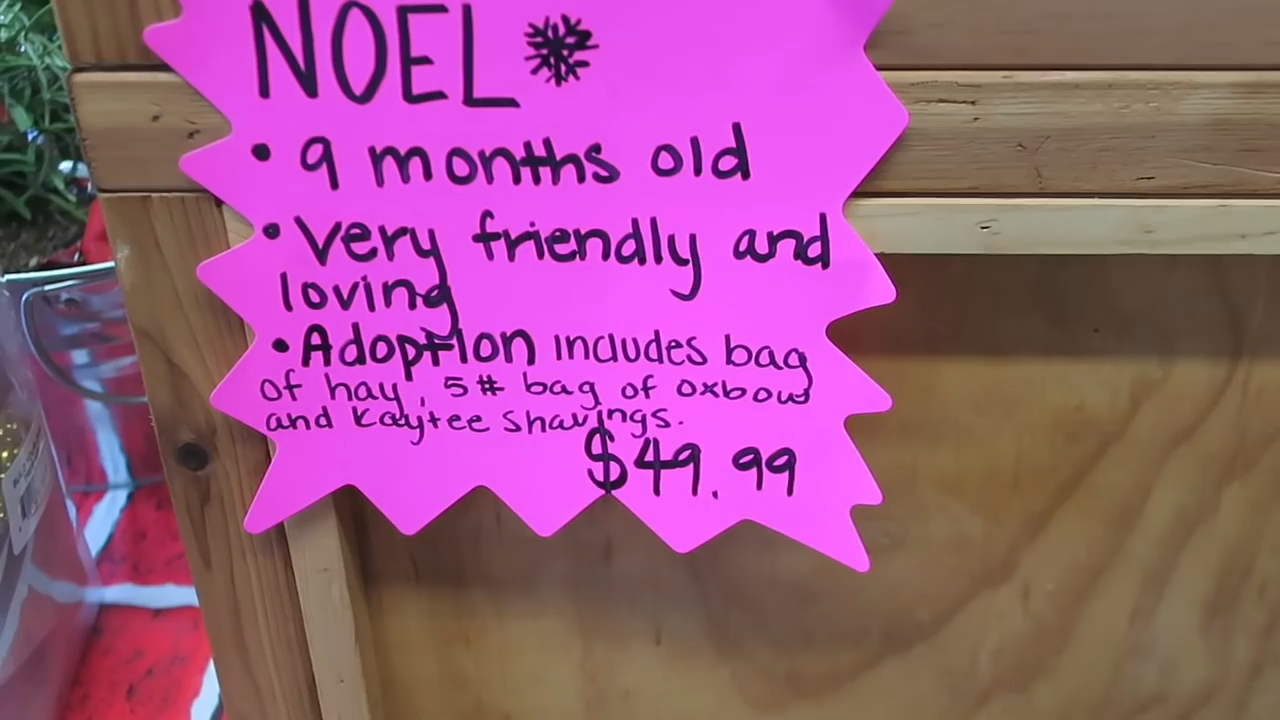 NOEL
• 9 months old
• Very friendly and
loving
• Adoption includes bag
of hay, 5# bag of oxbow
and Kaytee shavings.
$49.99